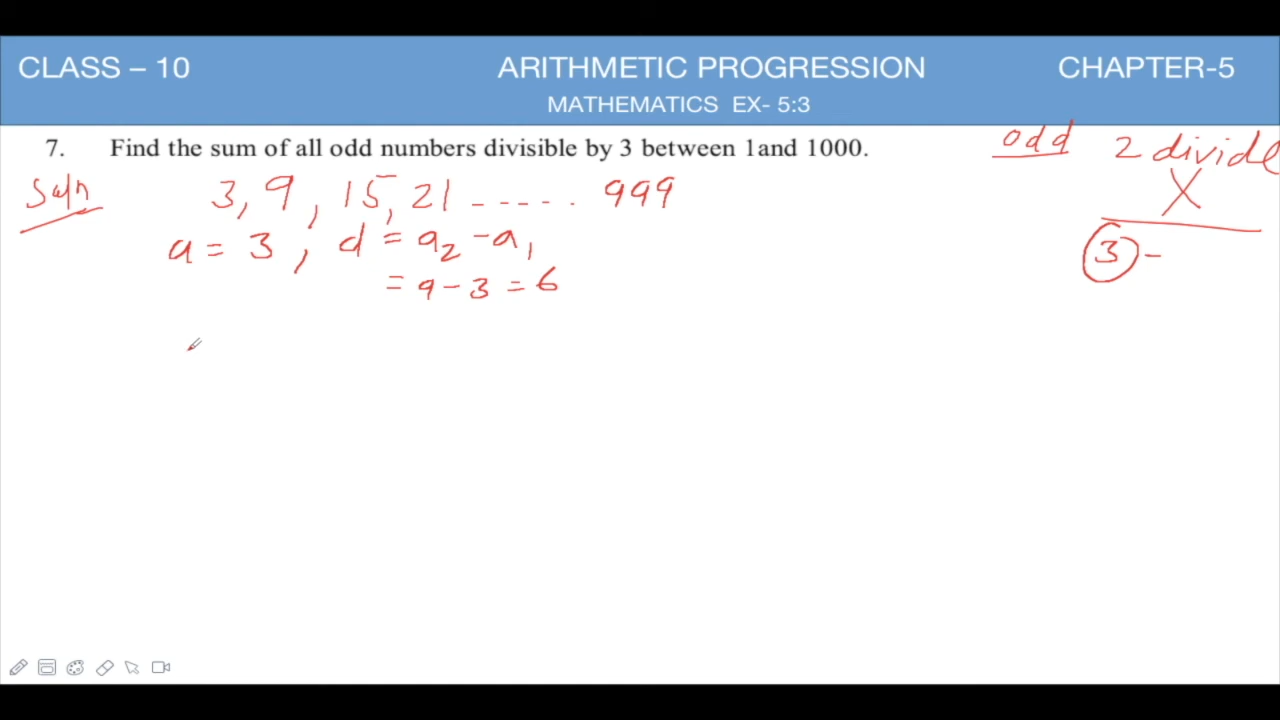 CLASS – 10 ARITHMETIC PROGRESSION CHAPTER-5
MATHEMATICS EX- 5:3
7. Find the sum of all odd numbers divisible by 3 between 1and 1000.
odd 2 divide
X
3 -
Soln 3, 9, 15, 21 ------ 999
a = 3, d = a₂ - a₁
= 9 - 3 = 6